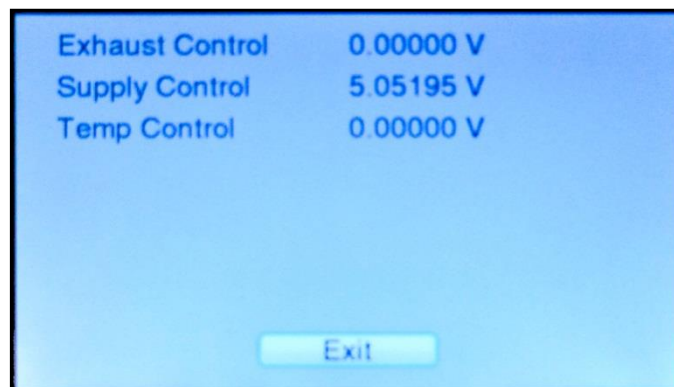 Exhaust Control 0.00000 V
Supply Control 5.05195 V
Temp Control 0.00000 V
Exit